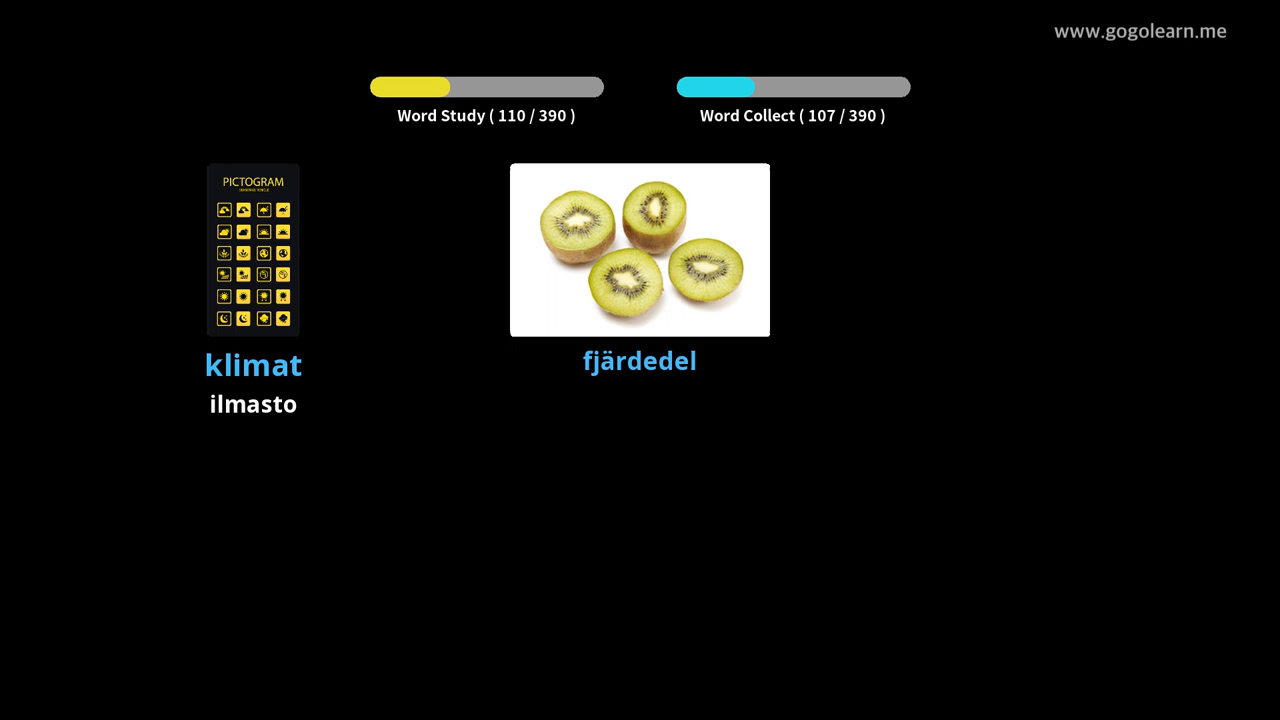 www.gogolearn.me
Word Study ( 110 / 390 )
Word Collect ( 107 / 390 )
PICTOGRAM
klimat
ilmasto
fjärdedel